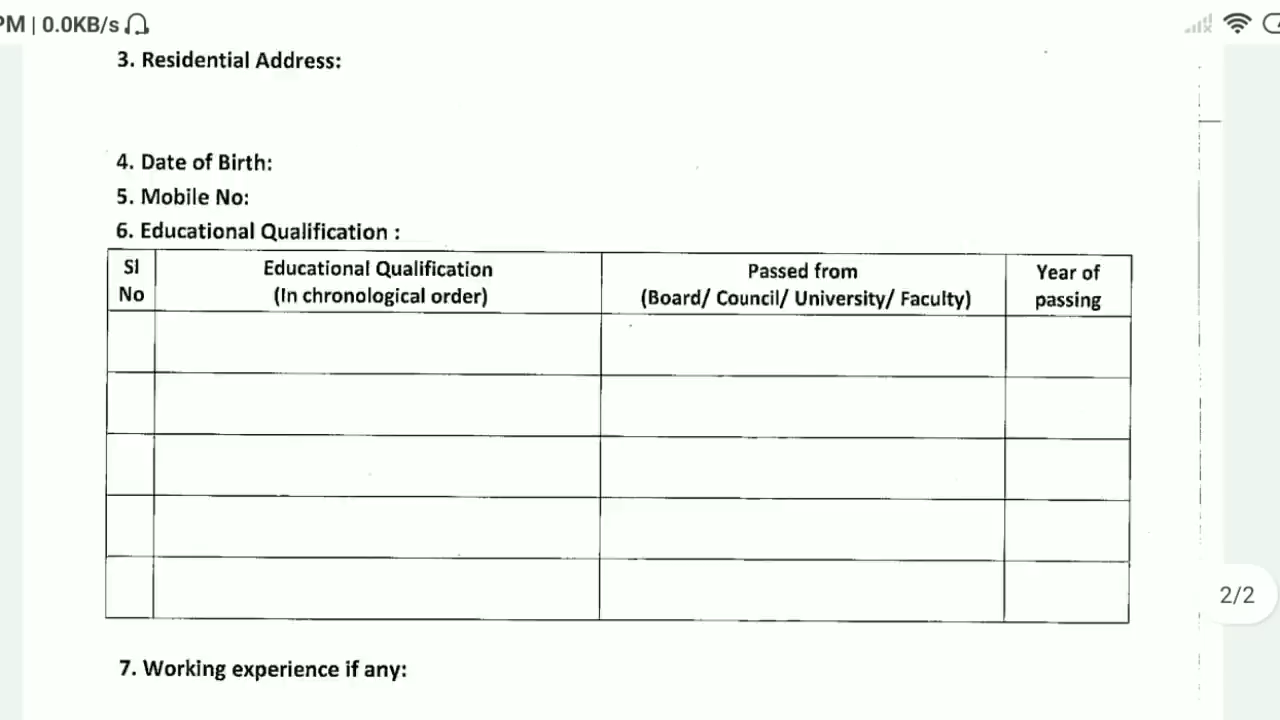 PM | 0.0KB/s
3. Residential Address:
4. Date of Birth:
5. Mobile No:
6. Educational Qualification :
Sl No
Educational Qualification
(In chronological order)
Passed from
(Board/ Council/ University/ Faculty)
Year of
passing
2/2
7. Working experience if any: